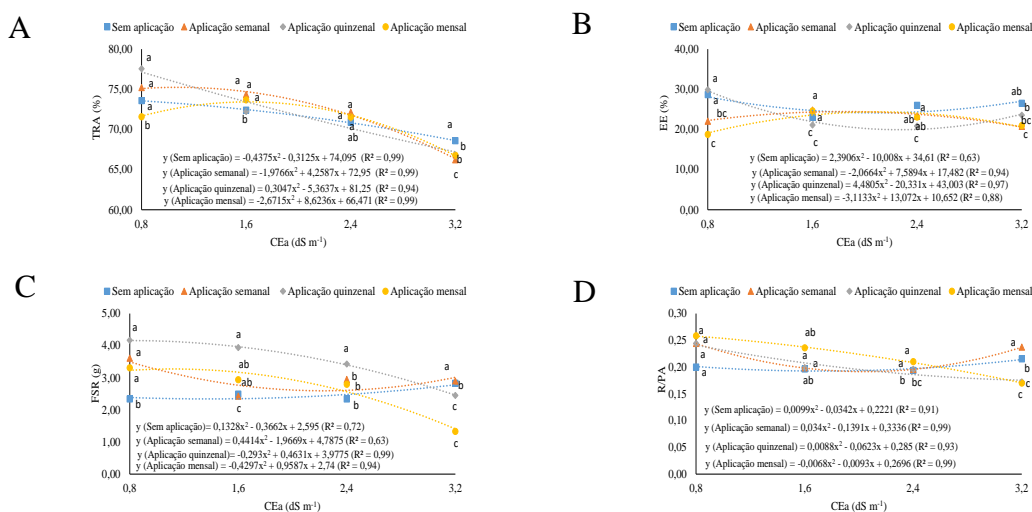 A
Sem aplicação Aplicação semanal Aplicação quinzenal Aplicação mensal
80,00
75,00
70,00
65,00
60,00
TRA (%)
a
a
a
b
a
a
a
b
a
a
ab
a
b
c
y (Sem aplicação) = -0,4375x² - 0,3125x + 74,095 (R² = 0,99)
y (Aplicação semanal) = -1,9766x² + 4,2587x + 72,95 (R² = 0,99)
y (Aplicação quinzenal) = 0,3047x² - 5,3637x + 81,25 (R² = 0,94)
y (Aplicação mensal) = -2,6715x² + 8,6236x + 66,471 (R² = 0,99)
0,8 1,6 2,4 3,2
CEa (dS m⁻¹)
B
Sem aplicação Aplicação semanal Aplicação quinzenal Aplicação mensal
40,00
30,00
20,00
10,00
0,00
EE (%)
a
a
bc
c
a
c
a
ab
ab
c
b
bc
c
y (Sem aplicação) = 2,3906x² - 10,008x + 34,61 (R² = 0,63)
y (Aplicação semanal) = -2,0664x² + 7,5894x + 17,482 (R² = 0,94)
y (Aplicação quinzenal) = 4,4805x² - 20,331x + 43,003 (R² = 0,97)
y (Aplicação mensal) = -3,1133x² + 13,072x + 10,652 (R² = 0,88)
0,8 1,6 2,4 3,2
CEa (dS m⁻¹)
C
Sem aplicação Aplicação semanal Aplicação quinzenal Aplicação mensal
5,00
4,00
3,00
2,00
1,00
0,00
FSR (g)
a
a
a
b
a
ab
ab
c
a
b
b
b
a
c
c
y (Sem aplicação)= 0,1328x² - 0,3662x + 2,595 (R² = 0,72)
y (Aplicação semanal) = 0,4414x² - 1,9669x + 4,7875 (R² = 0,63)
y (Aplicação quinzenal)= -0,293x² + 0,4631x + 3,9775 (R² = 0,99)
y (Aplicação mensal)= -0,4297x² + 0,9587x + 2,74 (R² = 0,94)
0,8 1,6 2,4 3,2
CEa (dS m⁻¹)
D
Sem aplicação Aplicação semanal Aplicação quinzenal Aplicação mensal
0,30
0,25
0,20
0,15
0,10
0,05
0,00
R/PA
a
a
a
a
ab
a
ab
a
a
b
bc
a
b
c
y (Sem aplicação) = 0,0099x² - 0,0342x + 0,2221 (R² = 0,91)
y (Aplicação semanal) = 0,034x² - 0,1391x + 0,3336 (R² = 0,99)
y (Aplicação quinzenal) = 0,0088x² - 0,0623x + 0,285 (R² = 0,93)
y (Aplicação mensal) = -0,0068x² - 0,0093x + 0,2696 (R² = 0,99)
0,8 1,6 2,4 3,2
CEa (dS m⁻¹)